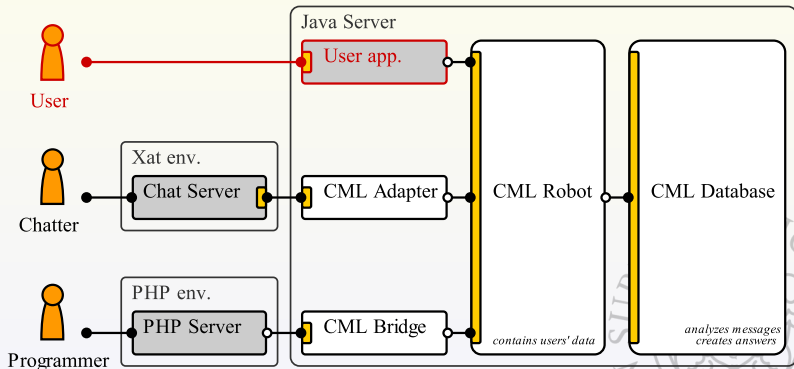 Java Server
User app.
User
Xat env.
Chat Server
CML Adapter
CML Robot
CML Database
Chatter
PHP env.
PHP Server
CML Bridge
contains users' data
analyzes messages
creates answers
Programmer
SUP